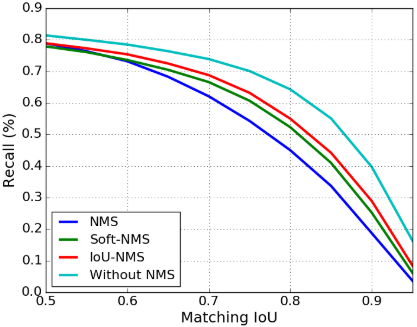 0.9
0.8
0.7
0.6
0.5
0.4
0.3
0.2
0.1
0.0
Recall (%)
NMS
Soft-NMS
IoU-NMS
Without NMS
0.5 0.6 0.7 0.8 0.9
Matching IoU